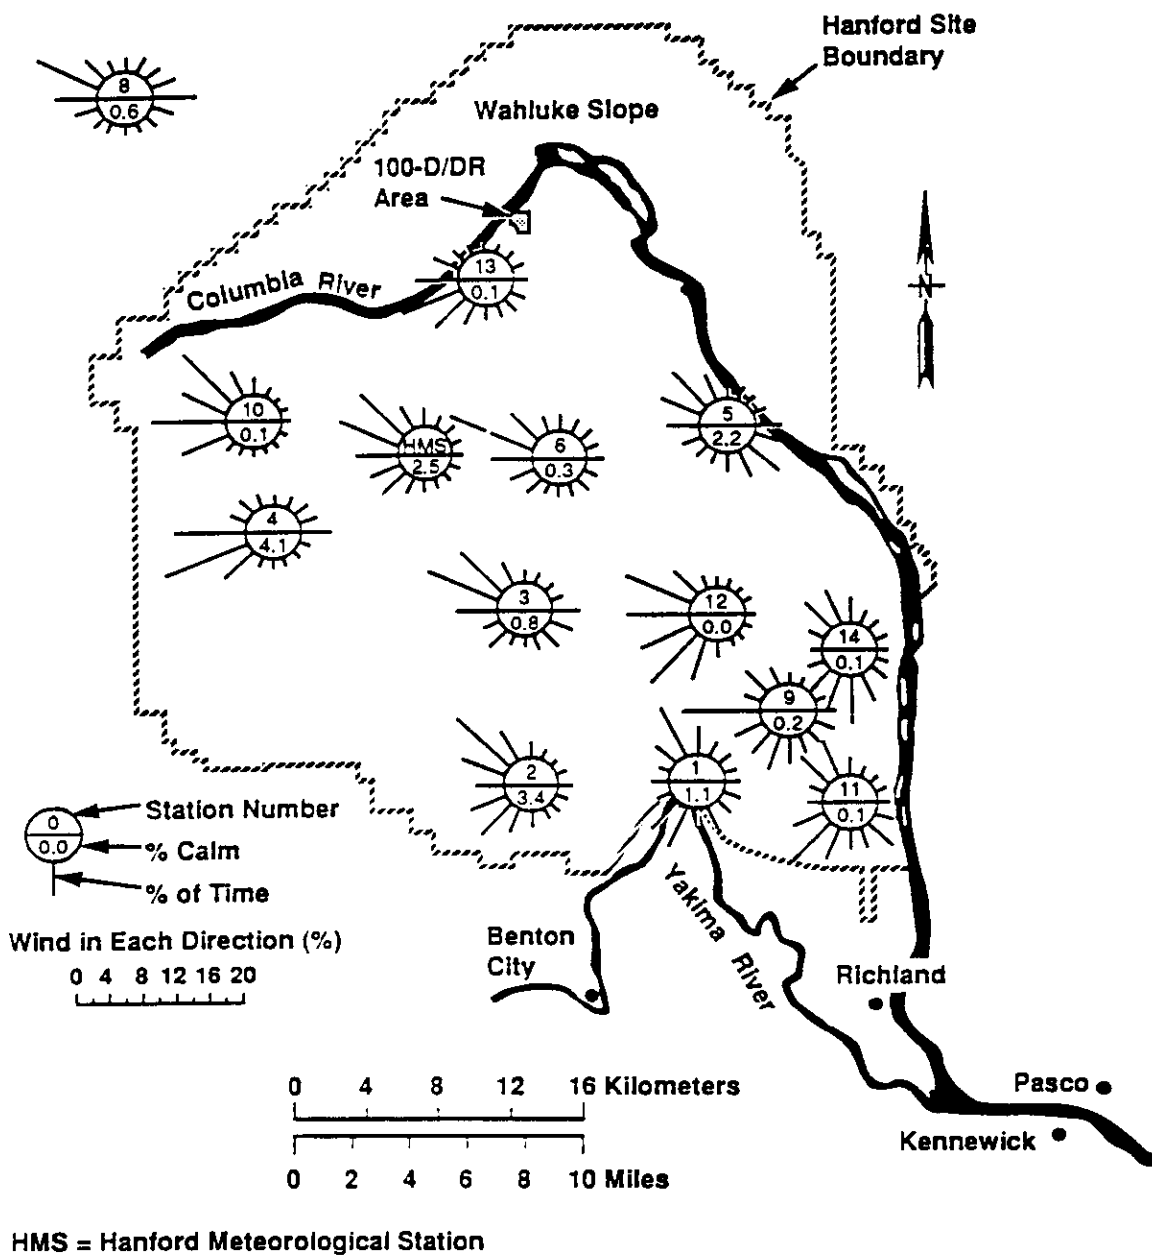 Hanford Site
Boundary
8
0.6
Wahluke Slope
100-D/DR
Area
13
0.1
Columbia River
N
10
0.1
HMS
2.5
6
0.3
5
2.2
4
4.1
3
0.8
12
0.0
14
0.1
9
0.2
2
3.4
1
1.1
11
0.1
0
0.0
Station Number
% Calm
% of Time
Wind in Each Direction (%)
0 4 8 12 16 20
Benton
City
Yakima River
Richland
0 4 8 12 16 Kilometers
0 2 4 6 8 10 Miles
Pasco
Kennewick
HMS = Hanford Meteorological Station